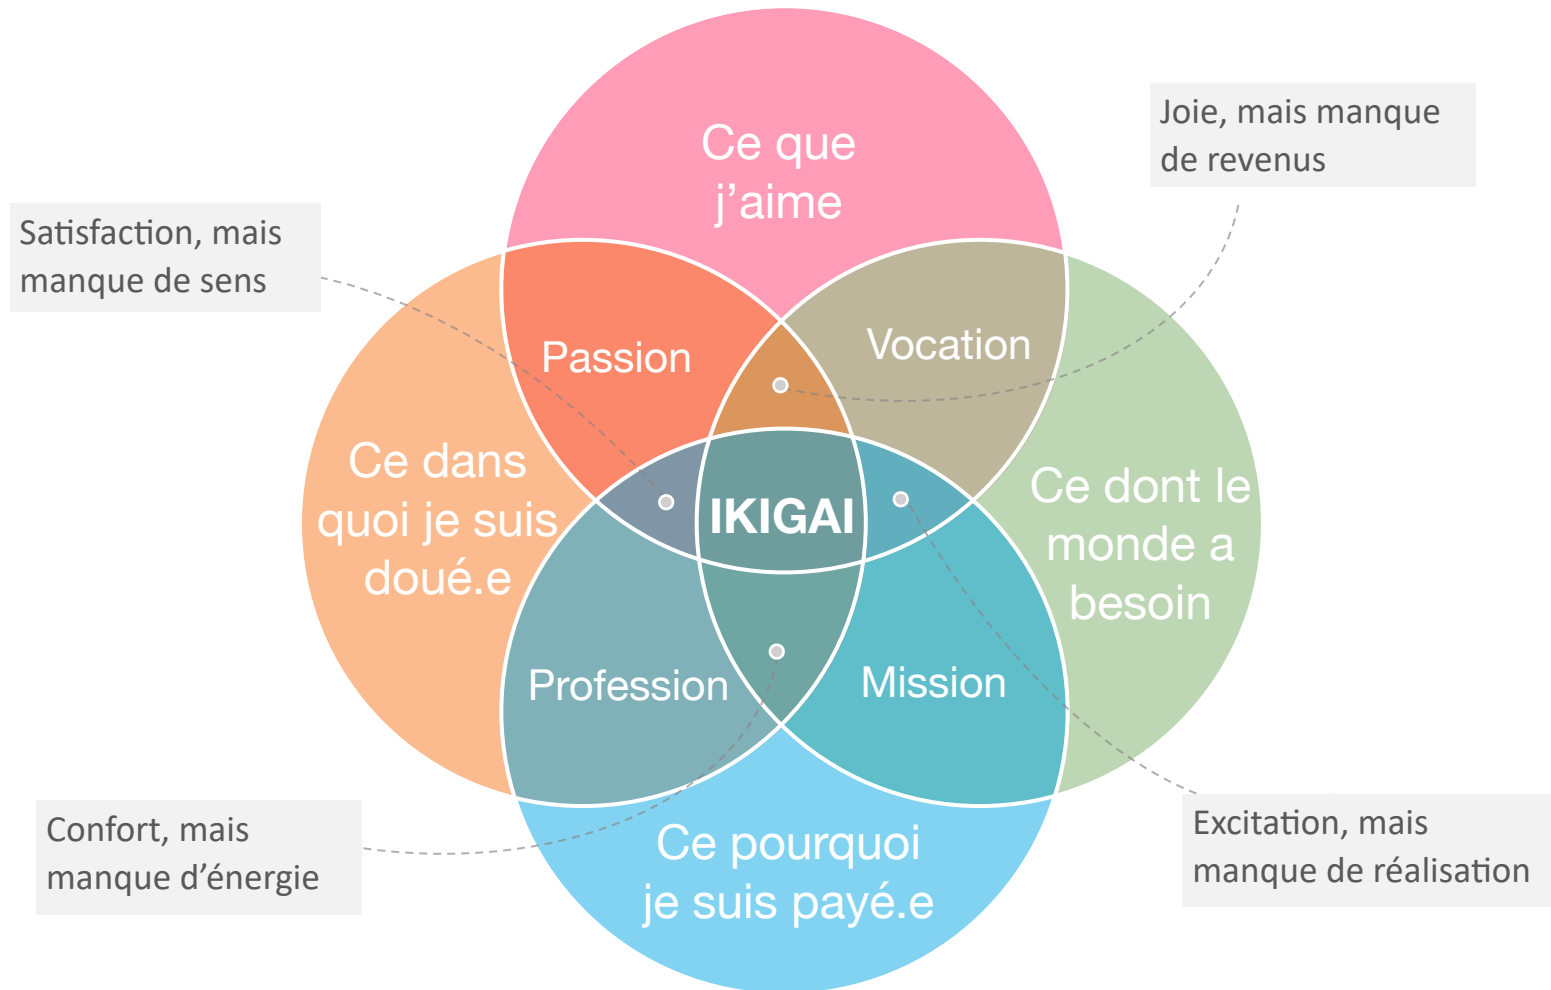 Ce que
j’aime
Joie, mais manque
de revenus
Satisfaction, mais
manque de sens
Passion
Vocation
Ce dans
quoi je suis
doué.e
IKIGAI
Ce dont le
monde a
besoin
Profession
Mission
Confort, mais
manque d’énergie
Ce pourquoi
je suis payé.e
Excitation, mais
manque de réalisation